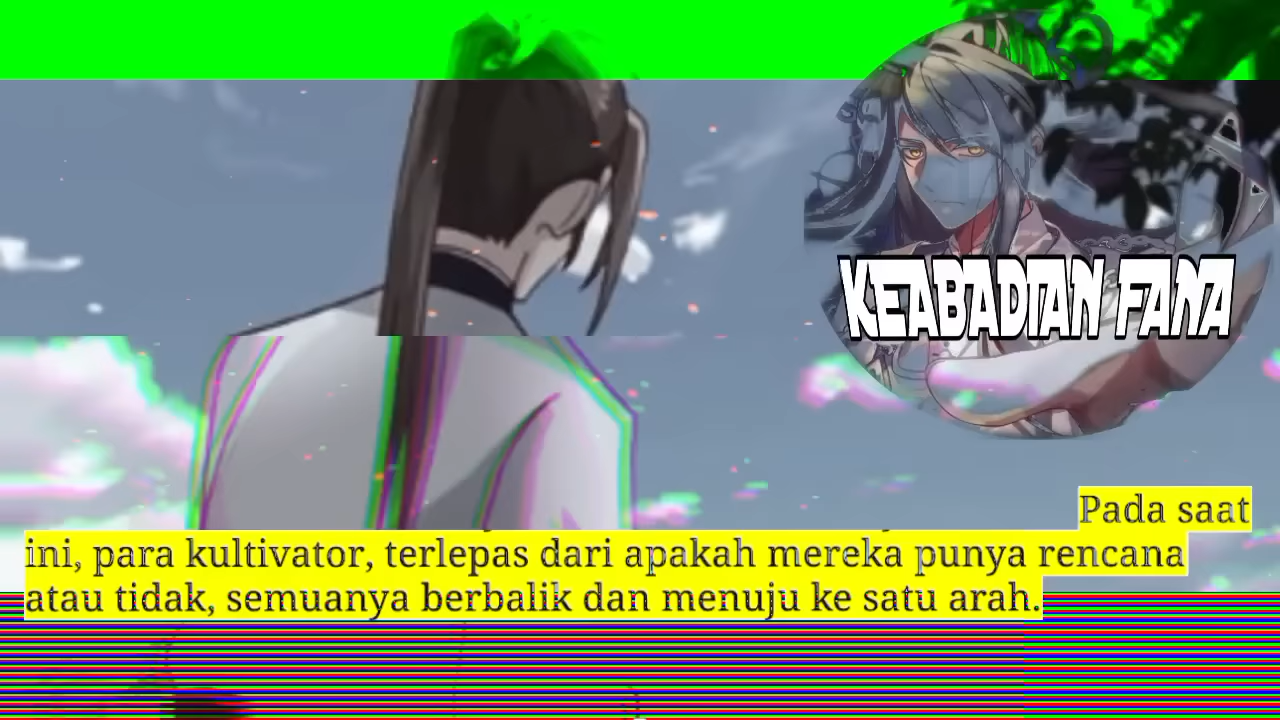 KEABADIAN FANA
Pada saat
ini, para kultivator, terlepas dari apakah mereka punya rencana
atau tidak, semuanya berbalik dan menuju ke satu arah.